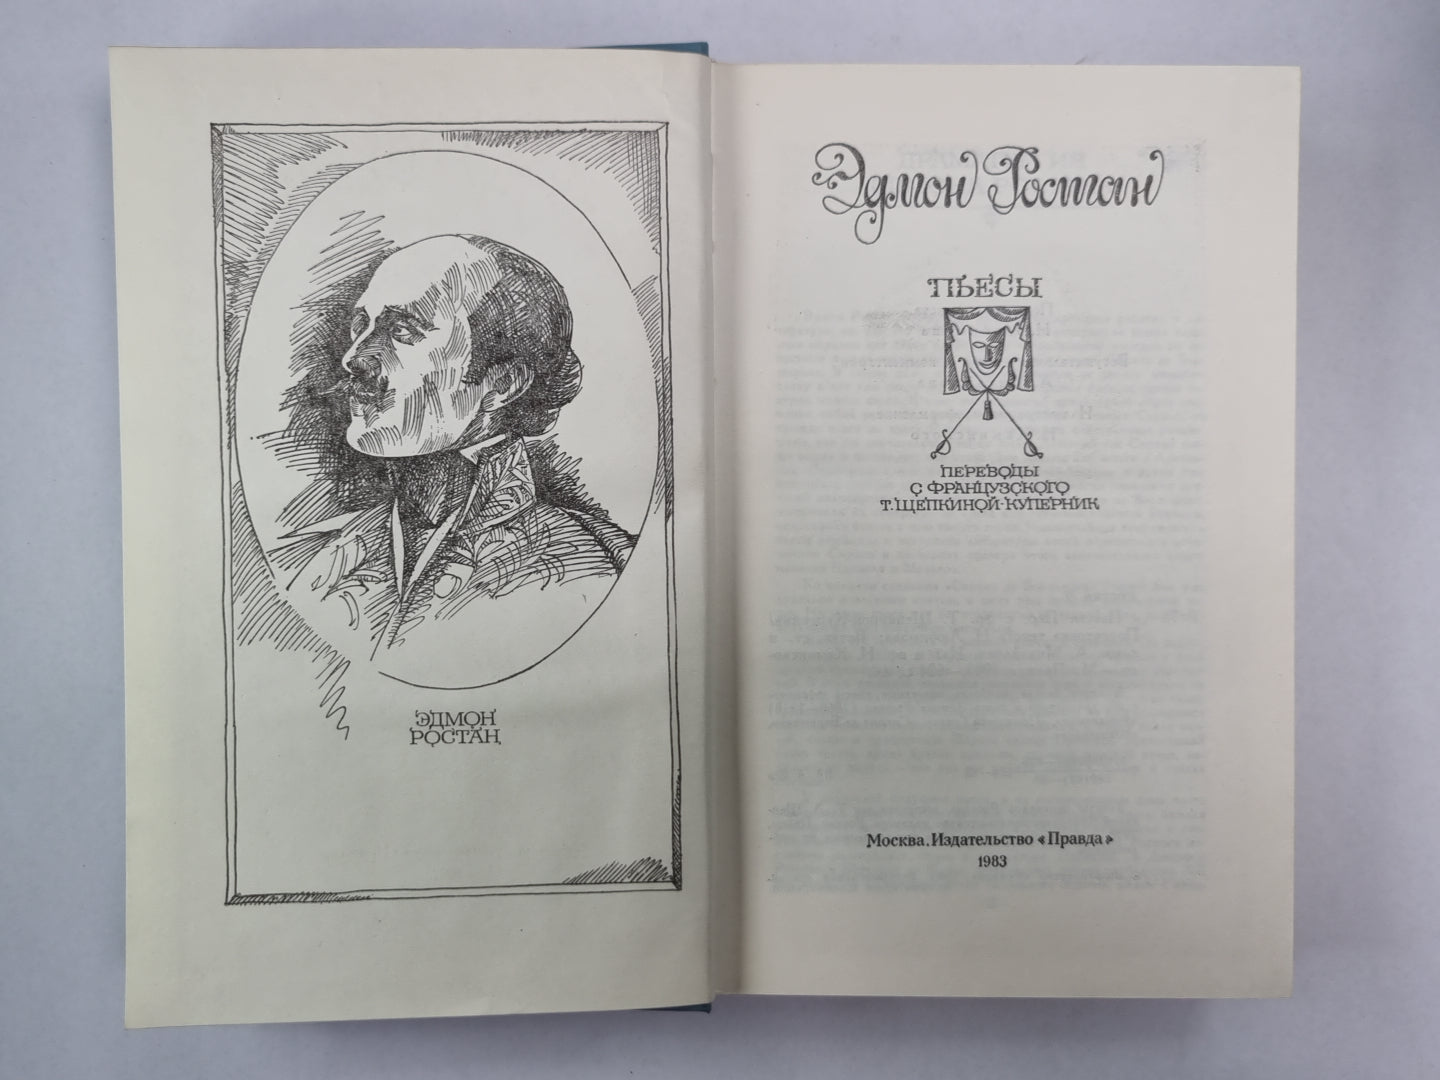 ЭДМОН
РОСТАН
Эдмон Ростан
ПЬЕСЫ
ПЕРЕВОДЫ
С ФРАНЦУЗСКОГО
Т. ЩЕПКИНОЙ-КУПЕРНИК
Москва. Издательство «Правда»
1983